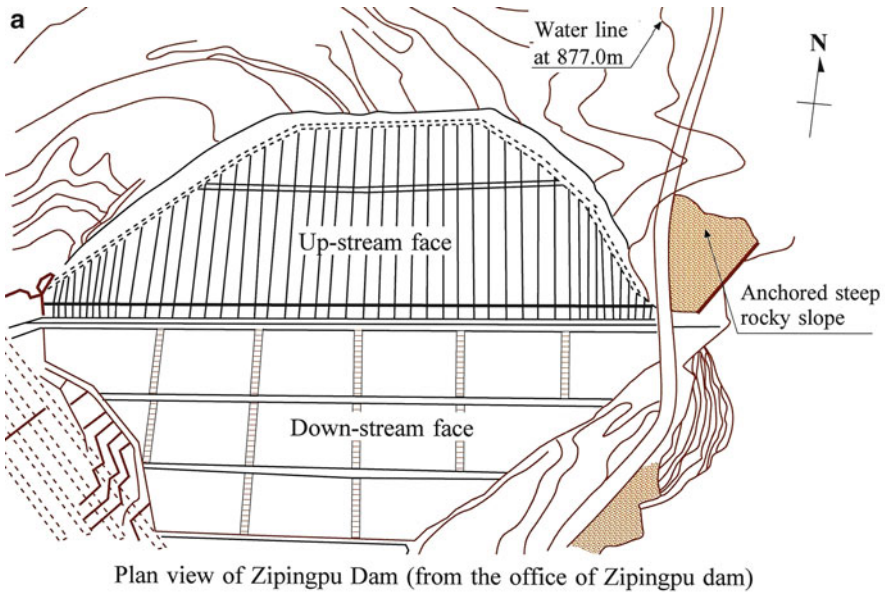 a
Water line
at 877.0m
N
Up-stream face
Anchored steep
rocky slope
Down-stream face
Plan view of Zipingpu Dam (from the office of Zipingpu dam)